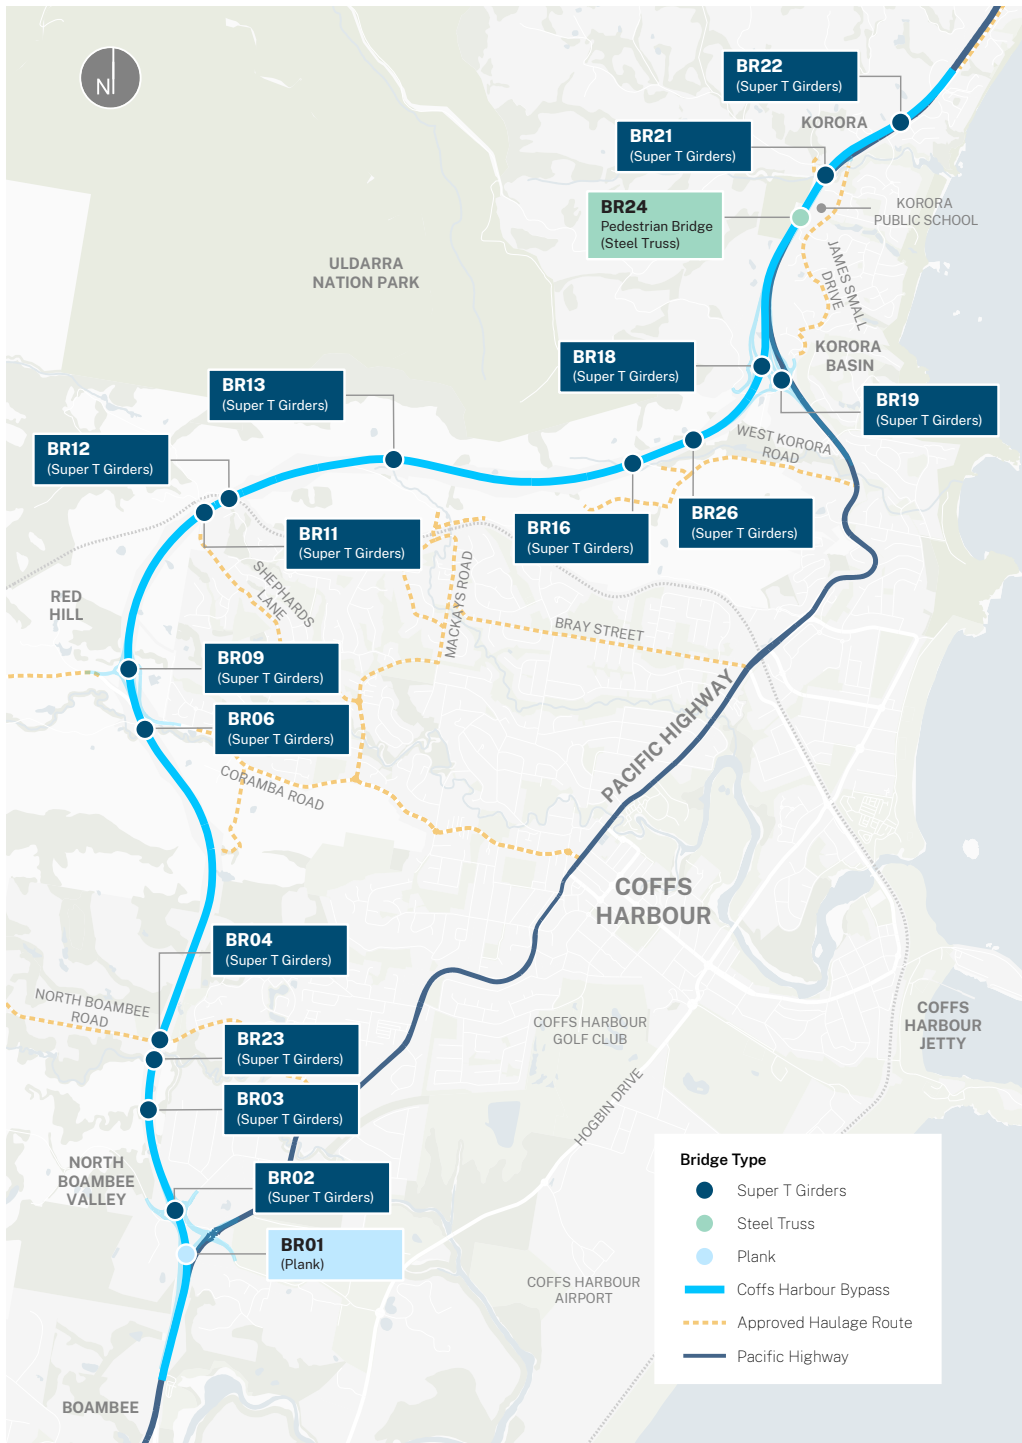 N
BR22
(Super T Girders)
KORORA
BR21
(Super T Girders)
BR24
Pedestrian Bridge
(Steel Truss)
KORORA
PUBLIC SCHOOL
ULDARRA
NATION PARK
JAMES SMALL
DRIVE
KORORA
BASIN
BR18
(Super T Girders)
BR13
(Super T Girders)
BR19
(Super T Girders)
BR12
(Super T Girders)
WEST KORORA
ROAD
BR26
(Super T Girders)
BR16
(Super T Girders)
BR11
(Super T Girders)
SHEPHARDS
LANE
MACKAYS ROAD
RED
HILL
BRAY STREET
BR09
(Super T Girders)
BR06
(Super T Girders)
PACIFIC HIGHWAY
CORAMBA ROAD
COFFS
HARBOUR
BR04
(Super T Girders)
NORTH BOAMBEE
ROAD
COFFS
HARBOUR
JETTY
COFFS HARBOUR
GOLF CLUB
BR23
(Super T Girders)
BR03
(Super T Girders)
HOGBIN DRIVE
NORTH
BOAMBEE
VALLEY
BR02
(Super T Girders)
BR01
(Plank)
COFFS HARBOUR
AIRPORT
BOAMBEE
Bridge Type
Super T Girders
Steel Truss
Plank
Coffs Harbour Bypass
Approved Haulage Route
Pacific Highway